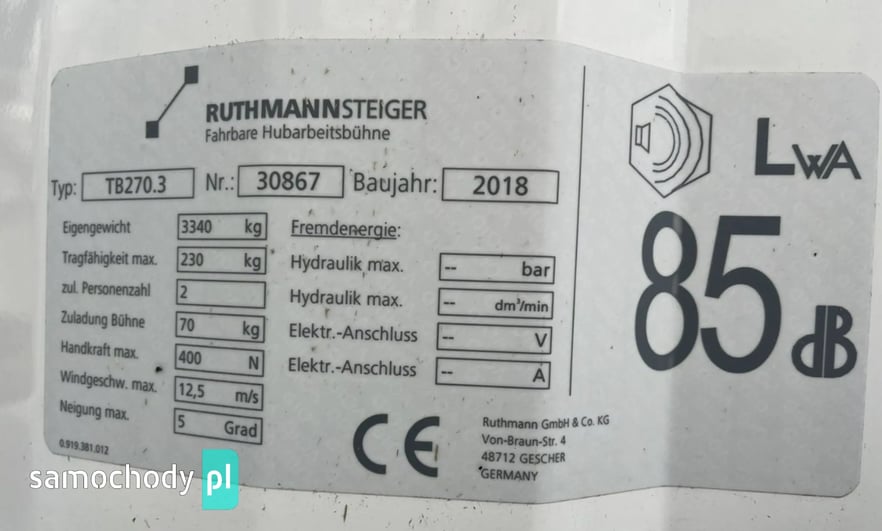 RUTHMANNSTEIGER
Fahrbare Hubarbeitsbühne
Typ: TB270.3 Nr.: 30867 Baujahr: 2018
Eigengewicht 3340 kg
Tragfähigkeit max. 230 kg
zul. Personenzahl 2
Zuladung Bühne 70 kg
Handkraft max. 400 N
Windgeschw. max. 12,5 m/s
Neigung max. 5 Grad
0.919.381.012
Fremdenergie:
Hydraulik max. -- bar
Hydraulik max. -- dm³/min
Elektr.-Anschluss -- V
Elektr.-Anschluss -- A
CE
Ruthmann GmbH & Co. KG
Von-Braun-Str. 4
48712 GESCHER
GERMANY
LWA
85 dB
samochody pl